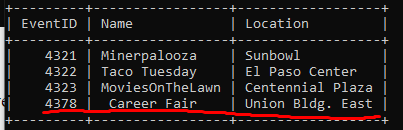 EventID | Name | Location
4321 | Minerpalooza | Sunbowl
4322 | Taco Tuesday | El Paso Center
4323 | MoviesOnTheLawn | Centennial Plaza
4378 | Career Fair | Union Bldg. East